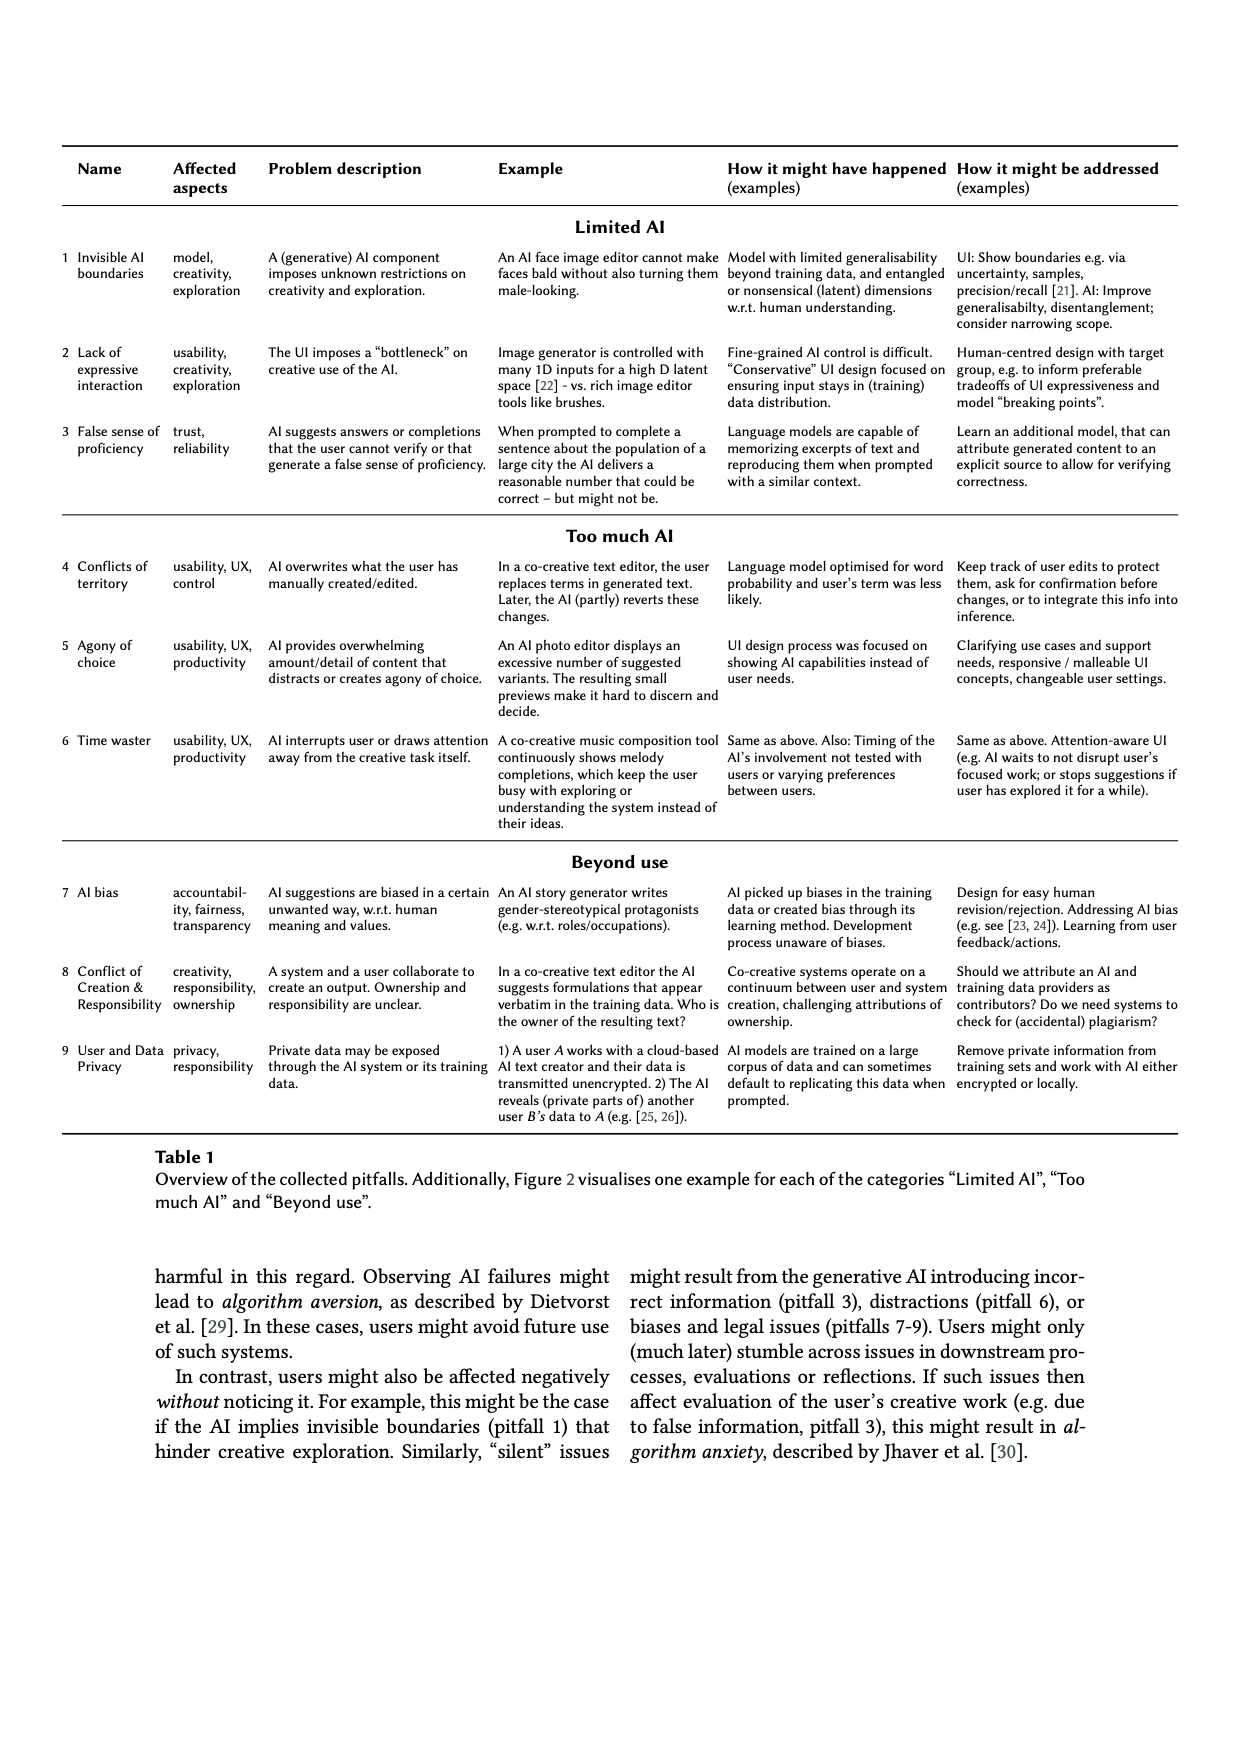 Name Affected aspects Problem description Example How it might have happened (examples) How it might be addressed (examples)
Limited AI
1 Invisible AI boundaries
model, creativity, exploration
A (generative) AI component imposes unknown restrictions on creativity and exploration.
An AI face image editor cannot make faces bald without also turning them male-looking.
Model with limited generalisability beyond training data, and entangled or nonsensical (latent) dimensions w.r.t. human understanding.
UI: Show boundaries e.g. via uncertainty, samples, precision/recall [21]. AI: Improve generalisabilty, disentanglement; consider narrowing scope.
2 Lack of expressive interaction
usability, creativity, exploration
The UI imposes a “bottleneck” on creative use of the AI.
Image generator is controlled with many 1D inputs for a high D latent space [22] - vs. rich image editor tools like brushes.
Fine-grained AI control is difficult. “Conservative” UI design focused on ensuring input stays in (training) data distribution.
Human-centred design with target group, e.g. to inform preferable tradeoffs of UI expressiveness and model “breaking points”.
3 False sense of proficiency
trust, reliability
AI suggests answers or completions that the user cannot verify or that generate a false sense of proficiency.
When prompted to complete a sentence about the population of a large city the AI delivers a reasonable number that could be correct – but might not be.
Language models are capable of memorizing excerpts of text and reproducing them when prompted with a similar context.
Learn an additional model, that can attribute generated content to an explicit source to allow for verifying correctness.
Too much AI
4 Conflicts of territory
usability, UX, control
AI overwrites what the user has manually created/edited.
In a co-creative text editor, the user replaces terms in generated text. Later, the AI (partly) reverts these changes.
Language model optimised for word probability and user’s term was less likely.
Keep track of user edits to protect them, ask for confirmation before changes, or to integrate this info into inference.
5 Agony of choice
usability, UX, productivity
AI provides overwhelming amount/detail of content that distracts or creates agony of choice.
An AI photo editor displays an excessive number of suggested variants. The resulting small previews make it hard to discern and decide.
UI design process was focused on showing AI capabilities instead of user needs.
Clarifying use cases and support needs, responsive / malleable UI concepts, changeable user settings.
6 Time waster
usability, UX, productivity
AI interrupts user or draws attention away from the creative task itself.
A co-creative music composition tool continuously shows melody completions, which keep the user busy with exploring or understanding the system instead of their ideas.
Same as above. Also: Timing of the AI’s involvement not tested with users or varying preferences between users.
Same as above. Attention-aware UI (e.g. AI waits to not disrupt user’s focused work; or stops suggestions if user has explored it for a while).
Beyond use
7 AI bias
accountabil-ity, fairness, transparency
AI suggestions are biased in a certain unwanted way, w.r.t. human meaning and values.
An AI story generator writes gender-stereotypical protagonists (e.g. w.r.t. roles/occupations).
AI picked up biases in the training data or created bias through its learning method. Development process unaware of biases.
Design for easy human revision/rejection. Addressing AI bias (e.g. see [23, 24]). Learning from user feedback/actions.
8 Conflict of Creation & Responsibility
creativity, responsibility, ownership
A system and a user collaborate to create an output. Ownership and responsibility are unclear.
In a co-creative text editor the AI suggests formulations that appear verbatim in the training data. Who is the owner of the resulting text?
Co-creative systems operate on a continuum between user and system creation, challenging attributions of ownership.
Should we attribute an AI and training data providers as contributors? Do we need systems to check for (accidental) plagiarism?
9 User and Data Privacy
privacy, responsibility
Private data may be exposed through the AI system or its training data.
1) A user A works with a cloud-based AI text creator and their data is transmitted unencrypted. 2) The AI reveals (private parts of) another user B’s data to A (e.g. [25, 26]).
AI models are trained on a large corpus of data and can sometimes default to replicating this data when prompted.
Remove private information from training sets and work with AI either encrypted or locally.
Table 1
Overview of the collected pitfalls. Additionally, Figure 2 visualises one example for each of the categories “Limited AI”, “Too
much AI” and “Beyond use”.
harmful in this regard. Observing AI failures might
lead to algorithm aversion, as described by Dietvorst
et al. [29]. In these cases, users might avoid future use
of such systems.
In contrast, users might also be affected negatively
without noticing it. For example, this might be the case
if the AI implies invisible boundaries (pitfall 1) that
hinder creative exploration. Similarly, “silent” issues
might result from the generative AI introducing incor-
rect information (pitfall 3), distractions (pitfall 6), or
biases and legal issues (pitfalls 7-9). Users might only
(much later) stumble across issues in downstream pro-
cesses, evaluations or reflections. If such issues then
affect evaluation of the user’s creative work (e.g. due
to false information, pitfall 3), this might result in al-
gorithm anxiety, described by Jhaver et al. [30].